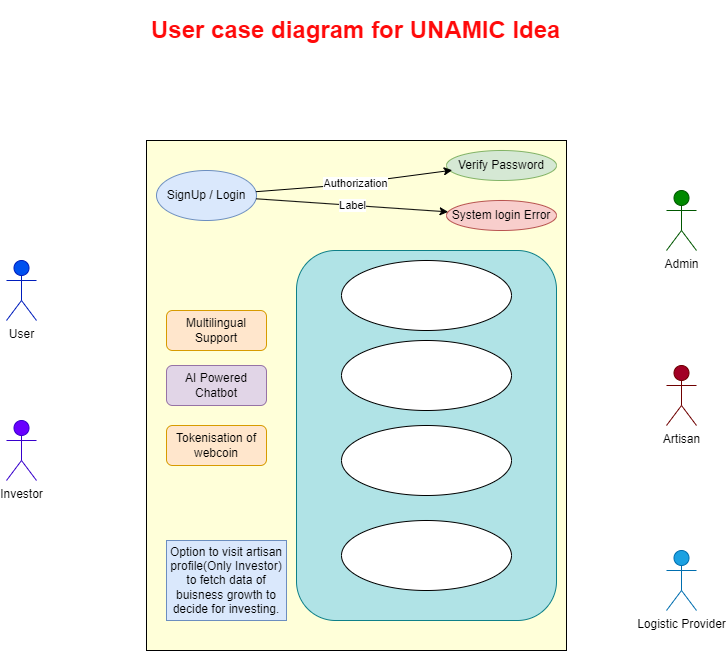 User case diagram for UNAMIC Idea
Verify Password
SignUp / Login
Authorization
Label
System login Error
Admin
User
Multilingual
Support
AI Powered
Chatbot
Artisan
Tokenisation of
webcoin
Investor
Option to visit artisan
profile(Only Investor)
to fetch data of
buisness growth to
decide for investing.
Logistic Provider